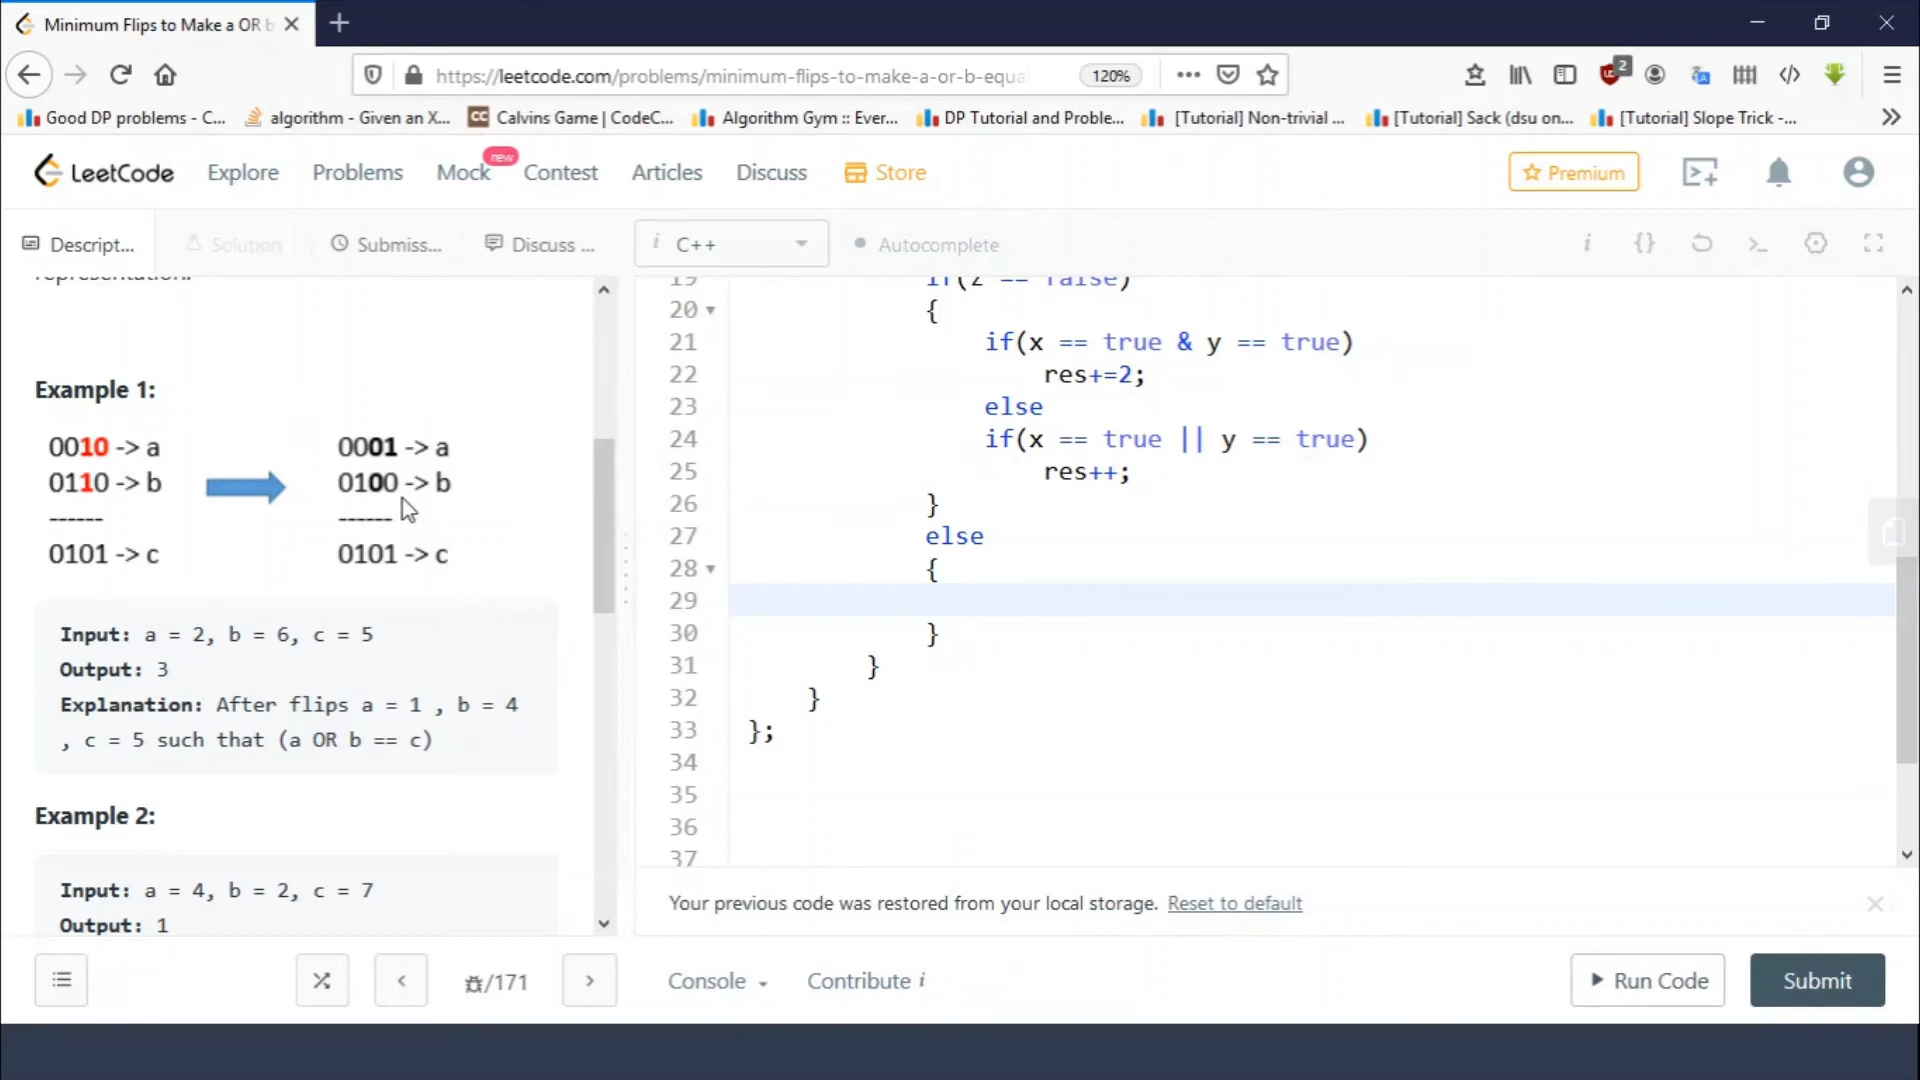 Minimum Flips to Make a OR b
https://leetcode.com/problems/minimum-flips-to-make-a-or-b-equa
120%
2
Good DP problems - C...
algorithm - Given an X...
CC Calvins Game | CodeC...
Algorithm Gym :: Ever...
DP Tutorial and Proble...
[Tutorial] Non-trivial ...
[Tutorial] Sack (dsu on...
[Tutorial] Slope Trick -...
LeetCode
Explore
Problems
Mock
new
Contest
Articles
Discuss
Store
Premium
Descript...
Solution
Submiss...
Discuss ...
i C++
Autocomplete
representation.
Example 1:
0010 -> a
0110 -> b
------
0101 -> c
0001 -> a
0100 -> b
------
0101 -> c
Input: a = 2, b = 6, c = 5
Output: 3
Explanation: After flips a = 1 , b = 4
, c = 5 such that (a OR b == c)
Example 2:
Input: a = 4, b = 2, c = 7
Output: 1
19 if(z == false)
20 {
21 if(x == true & y == true)
22 res+=2;
23 else
24 if(x == true || y == true)
25 res++;
26 }
27 else
28 {
29
30 }
31 }
32 }
33 };
34
35
36
37
Your previous code was restored from your local storage. Reset to default
/171
Console
Contribute i
Run Code
Submit